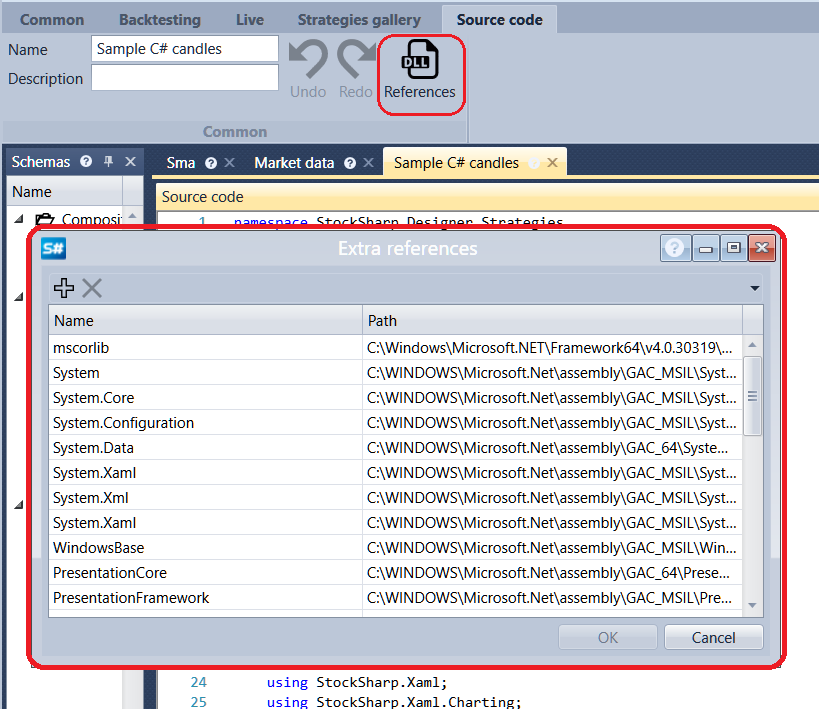 Common Backtesting Live Strategies gallery Source code
Name Sample C# candles
Description
Undo Redo DLL References
Common
Schemas
Name
Sma Market data Sample C# candles
Source code
1 namespace StockSharp.Designer.Strategies
S# Extra references
Name Path
mscorlib C:\Windows\Microsoft.NET\Framework64\v4.0.30319\...
System C:\WINDOWS\Microsoft.Net\assembly\GAC_MSIL\Syst...
System.Core C:\WINDOWS\Microsoft.Net\assembly\GAC_MSIL\Syst...
System.Configuration C:\WINDOWS\Microsoft.Net\assembly\GAC_MSIL\Syst...
System.Data C:\WINDOWS\Microsoft.Net\assembly\GAC_64\Syste...
System.Xaml C:\WINDOWS\Microsoft.Net\assembly\GAC_MSIL\Syst...
System.Xml C:\WINDOWS\Microsoft.Net\assembly\GAC_MSIL\Syst...
System.Xaml C:\WINDOWS\Microsoft.Net\assembly\GAC_MSIL\Syst...
WindowsBase C:\WINDOWS\Microsoft.Net\assembly\GAC_MSIL\Win...
PresentationCore C:\WINDOWS\Microsoft.Net\assembly\GAC_64\Prese...
PresentationFramework C:\WINDOWS\Microsoft.Net\assembly\GAC_MSIL\Pre...
OK Cancel
24 using StockSharp.Xaml;
25 using StockSharp.Xaml.Charting;